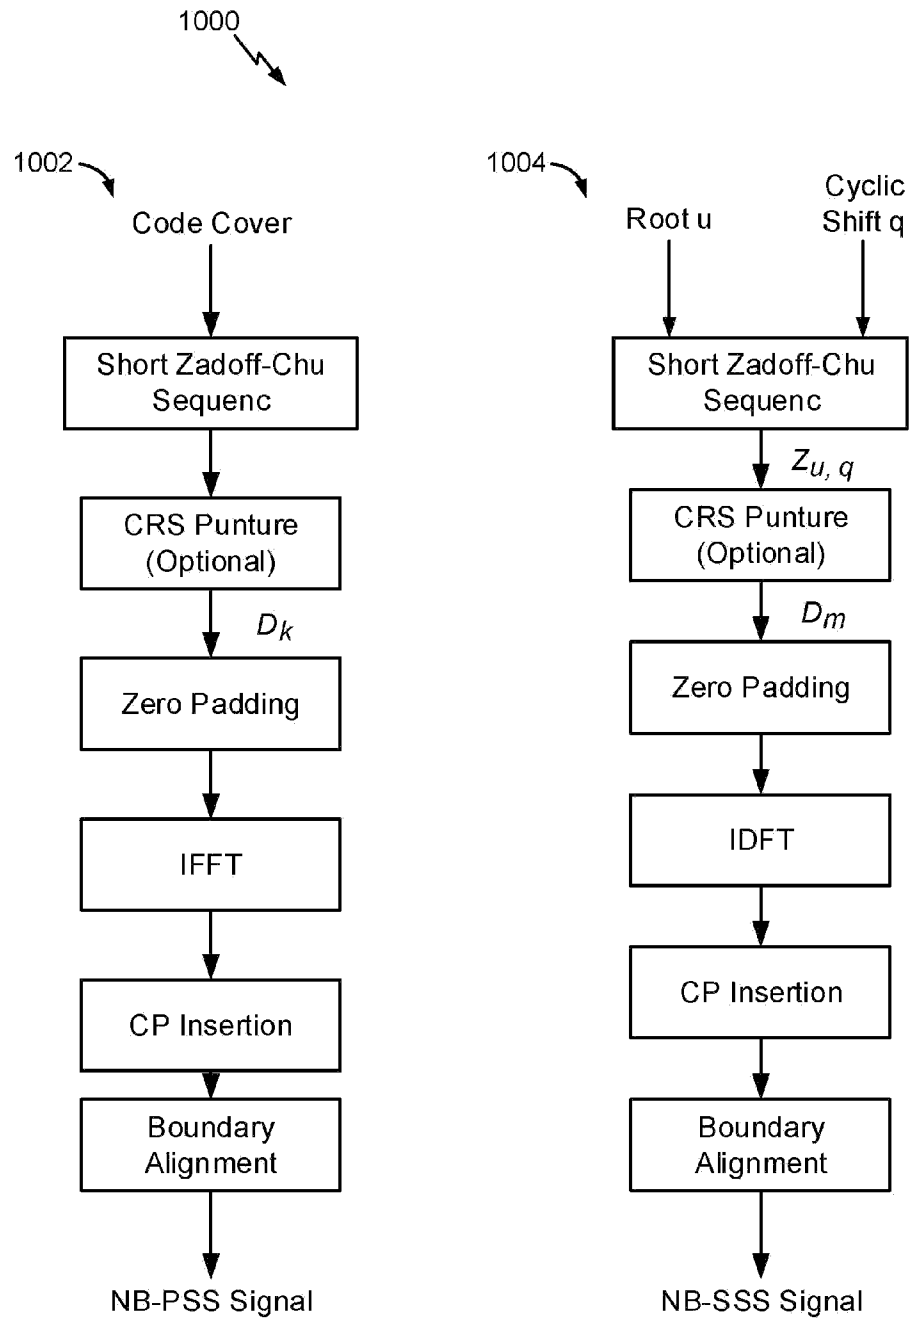 1000
1002
Code Cover
Short Zadoff-Chu
Sequenc
CRS Punture
(Optional)
Dk
Zero Padding
IFFT
CP Insertion
Boundary
Alignment
NB-PSS Signal
1004
Root u
Cyclic
Shift q
Short Zadoff-Chu
Sequenc
Zu, q
CRS Punture
(Optional)
Dm
Zero Padding
IDFT
CP Insertion
Boundary
Alignment
NB-SSS Signal